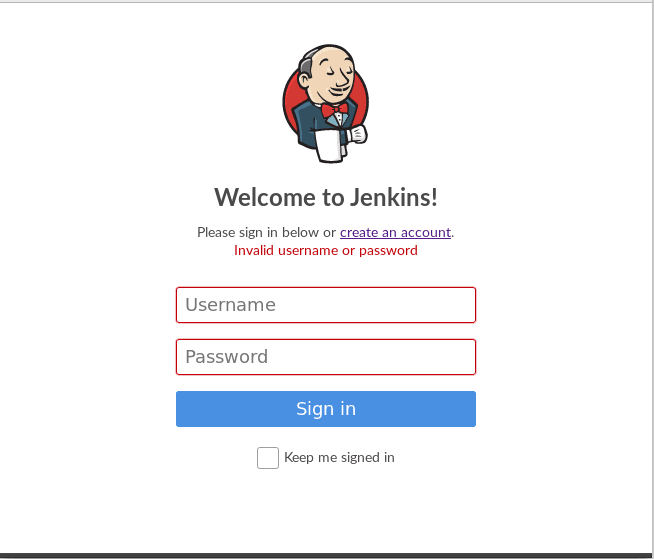 Welcome to Jenkins!
Please sign in below or create an account.
Invalid username or password
Username
Password
Sign in
Keep me signed in